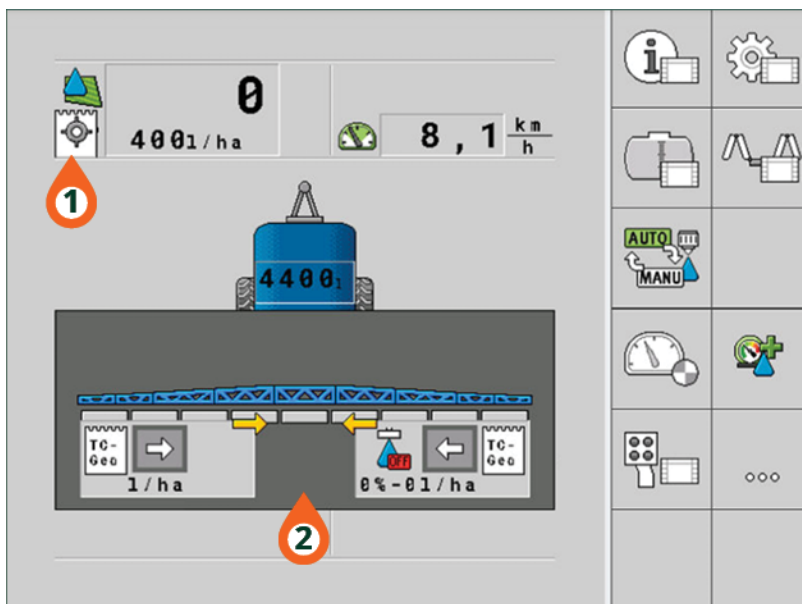 0
400l/ha
8,1 km/h
1
AUTO
4400l
MANU
TC-
Geo
OFF
TC-
Geo
l/ha
0%-0l/ha
2
ooo